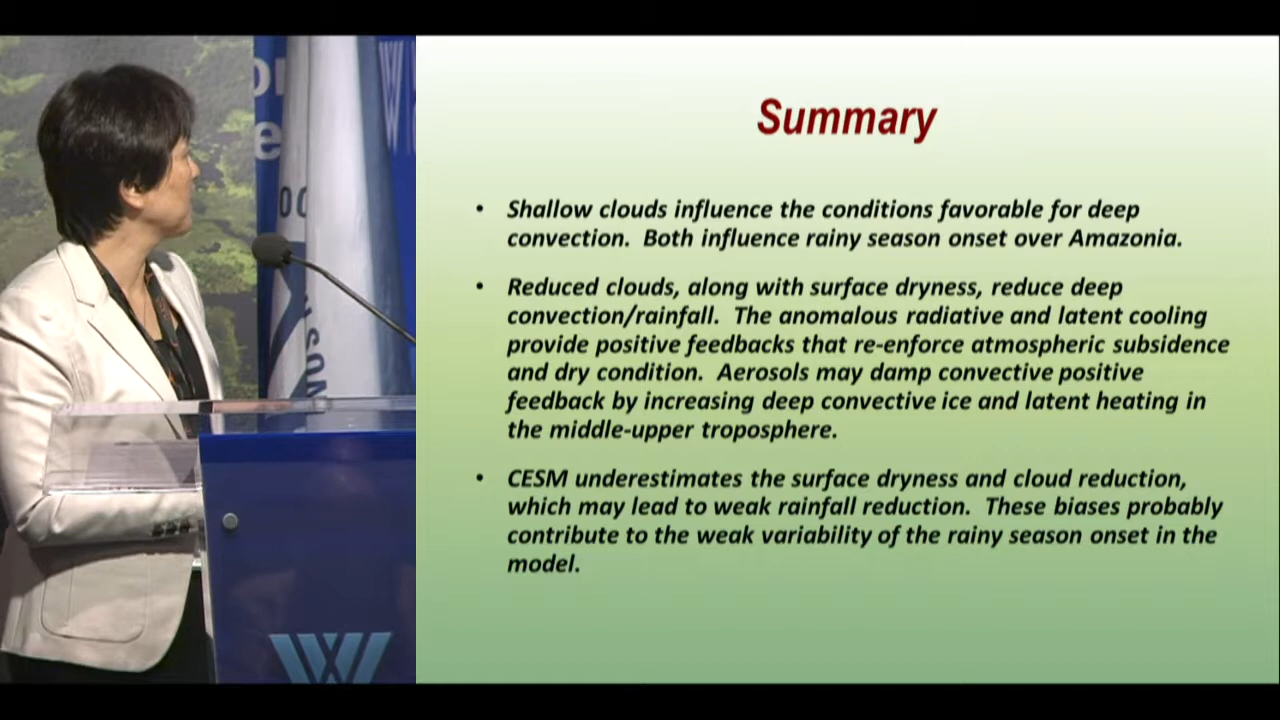 Summary
• Shallow clouds influence the conditions favorable for deep
convection. Both influence rainy season onset over Amazonia.
• Reduced clouds, along with surface dryness, reduce deep
convection/rainfall. The anomalous radiative and latent cooling
provide positive feedbacks that re-enforce atmospheric subsidence
and dry condition. Aerosols may damp convective positive
feedback by increasing deep convective ice and latent heating in
the middle-upper troposphere.
• CESM underestimates the surface dryness and cloud reduction,
which may lead to weak rainfall reduction. These biases probably
contribute to the weak variability of the rainy season onset in the
model.